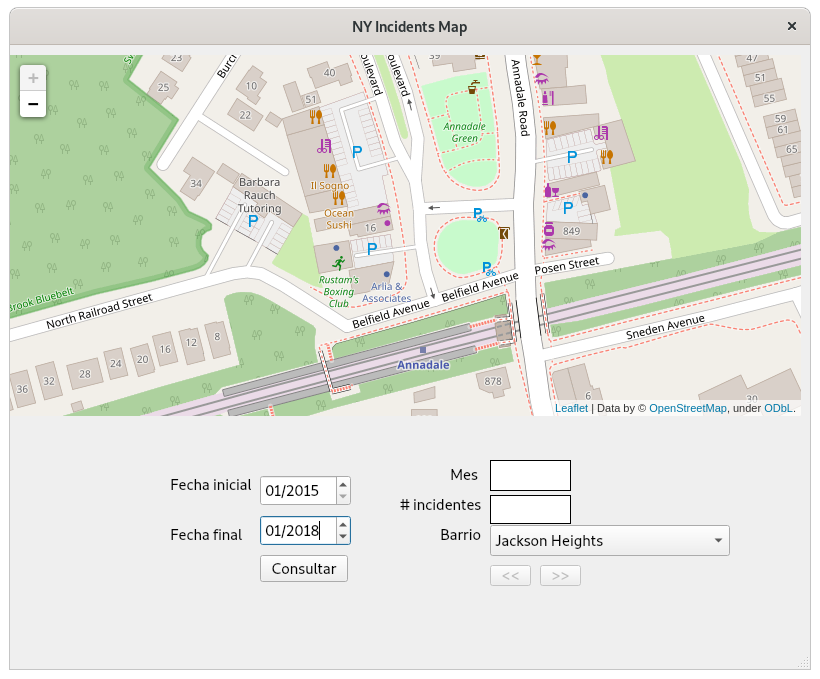 NY Incidents Map
×
+
−
23
25
10
22
40
51
34
Burci
oulevard
oulevard
39
Annadale
Green
Annadale Road
47
51
55
59
61
65
P
P
Barbara
Rauch
Tutoring
P
Il Sogno
Ocean
Sushi
16
P
P
849
Rustam's
Boxing
Club
Arlia &
Associates
P
P
Posen Street
Brook Bluebelt
North Railroad Street
Belfield Avenue
Belfield Avenue
Sneden Avenue
36
32
28
24
20
16
12
8
Annadale
878
6
30
Leaflet | Data by © OpenStreetMap, under ODbL.
Fecha inicial 01/2015
Fecha final 01/2018
Consultar
Mes
# incidentes
Barrio Jackson Heights
<< >>